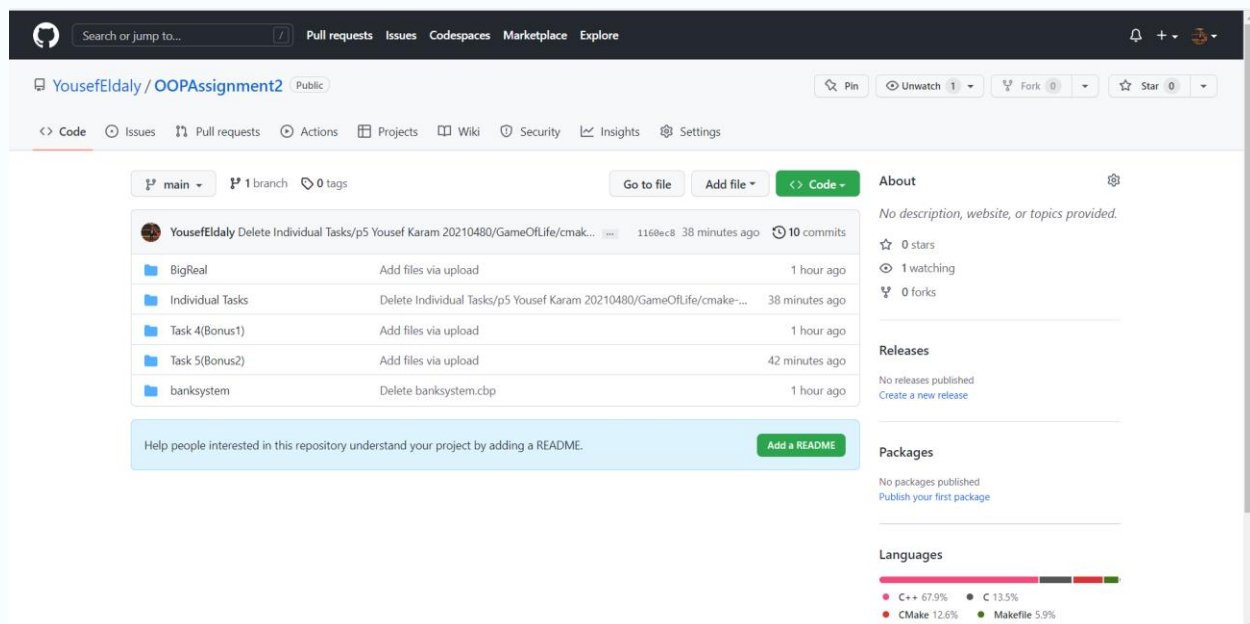 Search or jump to... / Pull requests Issues Codespaces Marketplace Explore
YousefEldaly / OOPAssignment2 Public
Pin Unwatch 1 Fork 0 Star 0
<> Code Issues Pull requests Actions Projects Wiki Security Insights Settings
main 1 branch 0 tags Go to file Add file <> Code
YousefEldaly Delete Individual Tasks/p5 Yousef Karam 20210480/GameOfLife/cmak... ... 1160ec8 38 minutes ago 10 commits
BigReal Add files via upload 1 hour ago
Individual Tasks Delete Individual Tasks/p5 Yousef Karam 20210480/GameOfLife/cmake-... 38 minutes ago
Task 4(Bonus1) Add files via upload 1 hour ago
Task 5(Bonus2) Add files via upload 42 minutes ago
banksystem Delete banksystem.cbp 1 hour ago
Help people interested in this repository understand your project by adding a README. Add a README
About
No description, website, or topics provided.
0 stars
1 watching
0 forks
Releases
No releases published
Create a new release
Packages
No packages published
Publish your first package
Languages
C++ 67.9% C 13.5%
CMake 12.6% Makefile 5.9%